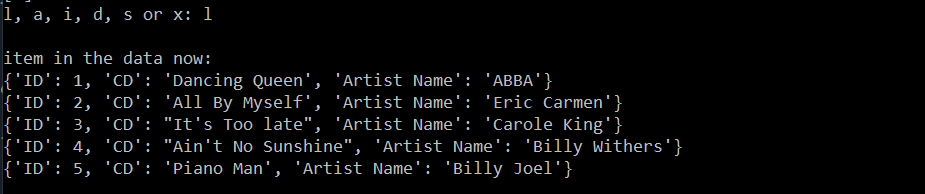 l, a, i, d, s or x: l
item in the data now:
{'ID': 1, 'CD': 'Dancing Queen', 'Artist Name': 'ABBA'}
{'ID': 2, 'CD': 'All By Myself', 'Artist Name': 'Eric Carmen'}
{'ID': 3, 'CD': "It's Too late", 'Artist Name': 'Carole King'}
{'ID': 4, 'CD': "Ain't No Sunshine", 'Artist Name': 'Billy Withers'}
{'ID': 5, 'CD': 'Piano Man', 'Artist Name': 'Billy Joel'}